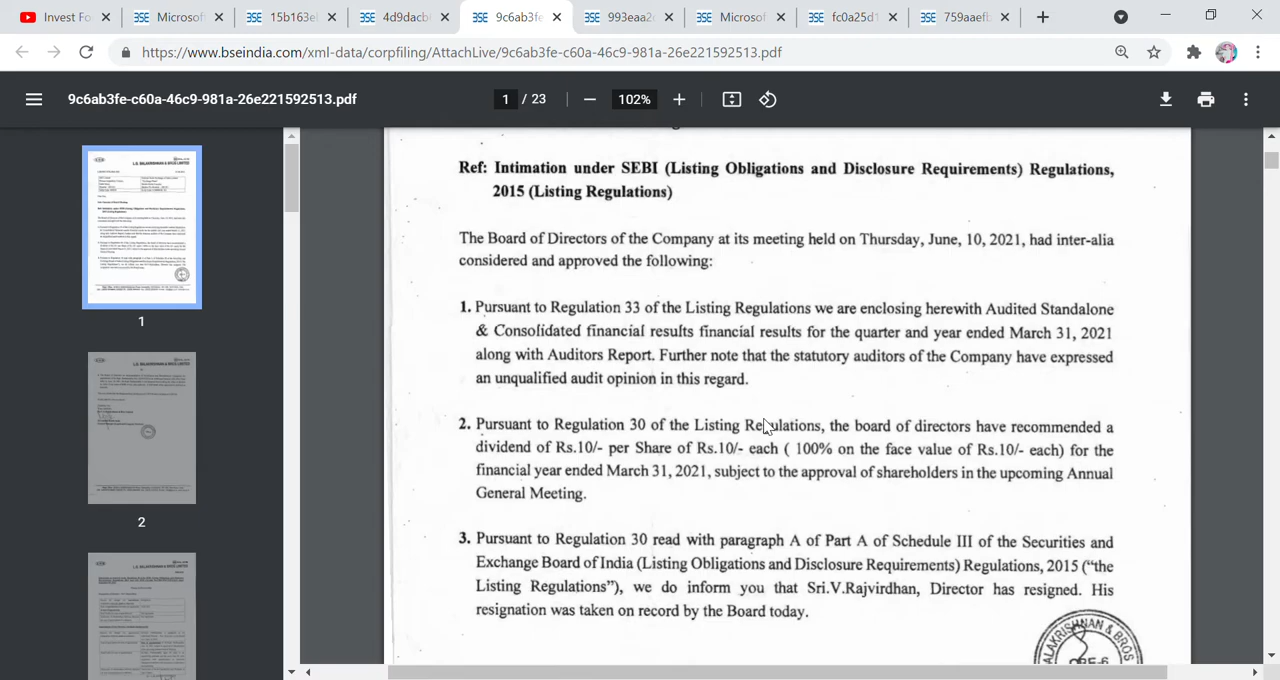 Invest Fo
Microsof
15b163e
4d9dacb
9c6ab3fe
993eaa2
Microsof
fc0a25d1
759aaefb
https://www.bseindia.com/xml-data/corpfiling/AttachLive/9c6ab3fe-c60a-46c9-981a-26e221592513.pdf
9c6ab3fe-c60a-46c9-981a-26e221592513.pdf
1 / 23
102%
Ref: Intimation under SEBI (Listing Obligations and Disclosure Requirements) Regulations,
2015 (Listing Regulations)
The Board of Directors of the Company at its meeting held on Thursday, June, 10, 2021, had inter-alia
considered and approved the following:
1. Pursuant to Regulation 33 of the Listing Regulations we are enclosing herewith Audited Standalone
& Consolidated financial results financial results for the quarter and year ended March 31, 2021
along with Auditors Report. Further note that the statutory auditors of the Company have expressed
an unqualified audit opinion in this regard.
2. Pursuant to Regulation 30 of the Listing Regulations, the board of directors have recommended a
dividend of Rs.10/- per Share of Rs.10/- each ( 100% on the face value of Rs.10/- each) for the
financial year ended March 31, 2021, subject to the approval of shareholders in the upcoming Annual
General Meeting.
3. Pursuant to Regulation 30 read with paragraph A of Part A of Schedule III of the Securities and
Exchange Board of India (Listing Obligations and Disclosure Requirements) Regulations, 2015 (“the
Listing Regulations”), we do inform you that Sri.V.Rajvirdhan, Director has resigned. His
resignation was taken on record by the Board today.
ALAKRISHNAN & BROS
1
2